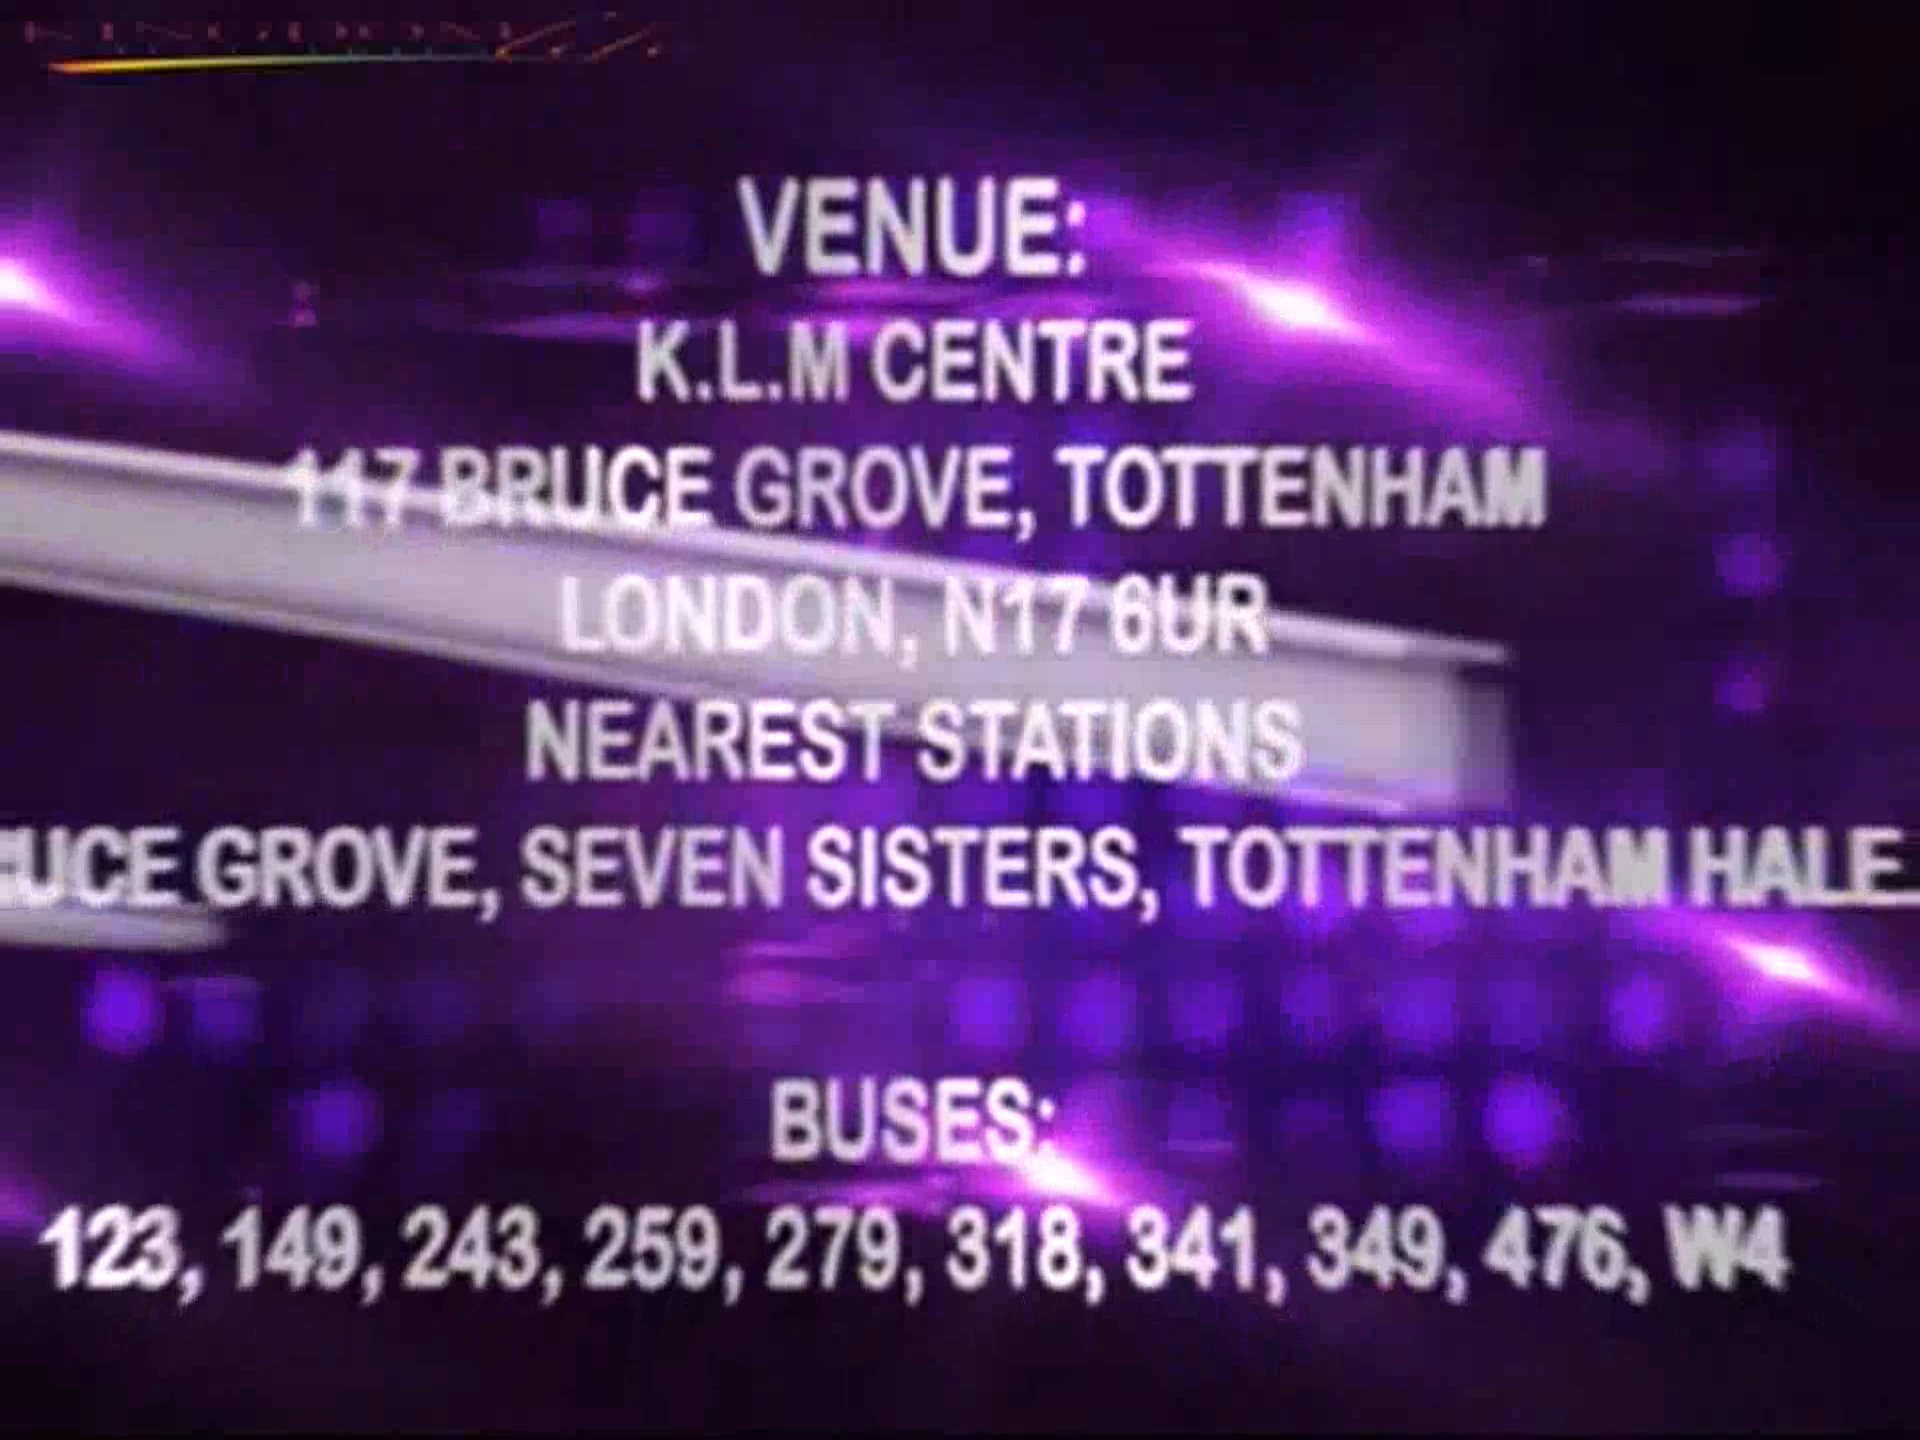 VENUE:
K.L.M CENTRE
117 BRUCE GROVE, TOTTENHAM
LONDON, N17 6UR
NEAREST STATIONS
UCE GROVE, SEVEN SISTERS, TOTTENHAM HALE
BUSES:
123, 149, 243, 259, 279, 318, 341, 349, 476, W4